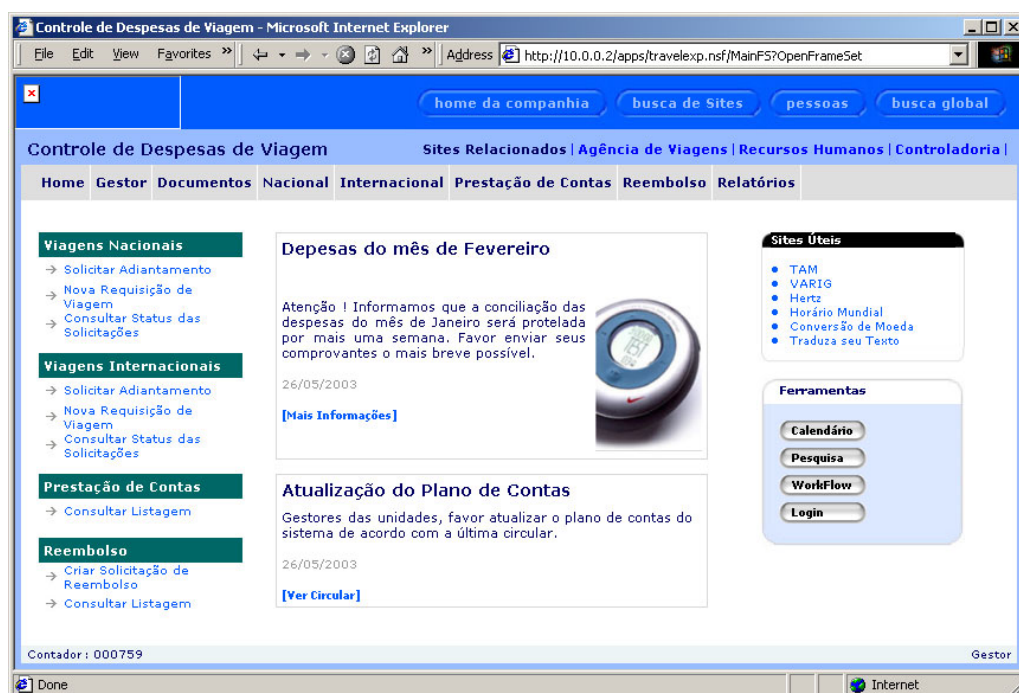 Controle de Despesas de Viagem - Microsoft Internet Explorer
File Edit View Favorites » » Address http://10.0.0.2/apps/travelexp.nsf/MainFS?OpenFrameSet
home da companhia busca de Sites pessoas busca global
Controle de Despesas de Viagem Sites Relacionados | Agência de Viagens | Recursos Humanos | Controladoria |
Home Gestor Documentos Nacional Internacional Prestação de Contas Reembolso Relatórios
Viagens Nacionais
Solicitar Adiantamento
Nova Requisição de
Viagem
Consultar Status das
Solicitações
Viagens Internacionais
Solicitar Adiantamento
Nova Requisição de
Viagem
Consultar Status das
Solicitações
Prestação de Contas
Consultar Listagem
Reembolso
Criar Solicitação de
Reembolso
Consultar Listagem
Depesas do mês de Fevereiro
Atenção ! Informamos que a conciliação das
despesas do mês de Janeiro será protelada
por mais uma semana. Favor enviar seus
comprovantes o mais breve possível.
26/05/2003
[Mais Informações]
Atualização do Plano de Contas
Gestores das unidades, favor atualizar o plano de contas do
sistema de acordo com a última circular.
26/05/2003
[Ver Circular]
Sites Úteis
TAM
VARIG
Hertz
Horário Mundial
Conversão de Moeda
Traduza seu Texto
Ferramentas
Calendário
Pesquisa
WorkFlow
Login
Contador : 000759 Gestor
Done Internet